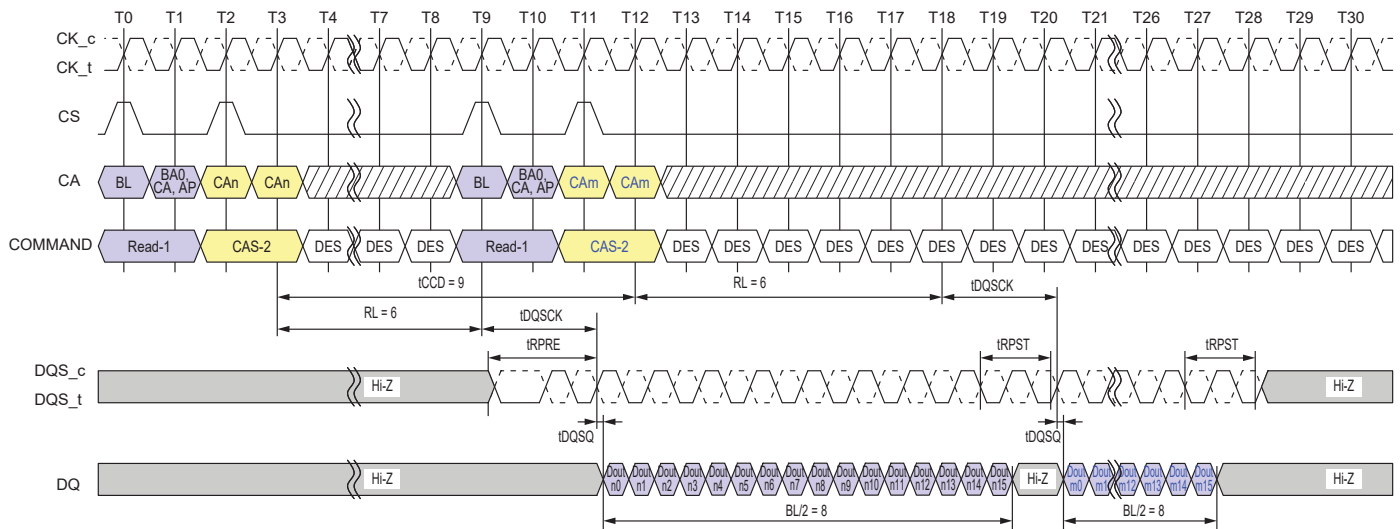 T0 T1 T2 T3 T4 T7 T8 T9 T10 T11 T12 T13 T14 T15 T16 T17 T18 T19 T20 T21 T26 T27 T28 T29 T30
CK_c
CK_t
CS
CA BL BA0, CA, AP CAn CAn BL BA0, CA, AP CAm CAm
COMMAND Read-1 CAS-2 DES DES DES Read-1 CAS-2 DES DES DES DES DES DES DES DES DES DES DES DES DES DES
tCCD = 9 RL = 6 tDQSCK
RL = 6 tDQSCK
tRPRE tRPST tRPST
DQS_c
DQS_t
Hi-Z Hi-Z
tDQSQ tDQSQ
DQ Hi-Z Dout n0 Dout n1 Dout n2 Dout n3 Dout n4 Dout n5 Dout n6 Dout n7 Dout n8 Dout n9 Dout n10 Dout n11 Dout n12 Dout n13 Dout n14 Dout n15 Hi-Z Dout m0 Dout m1 Dout m12 Dout m13 Dout m14 Dout m15 Hi-Z
BL/2 = 8 BL/2 = 8